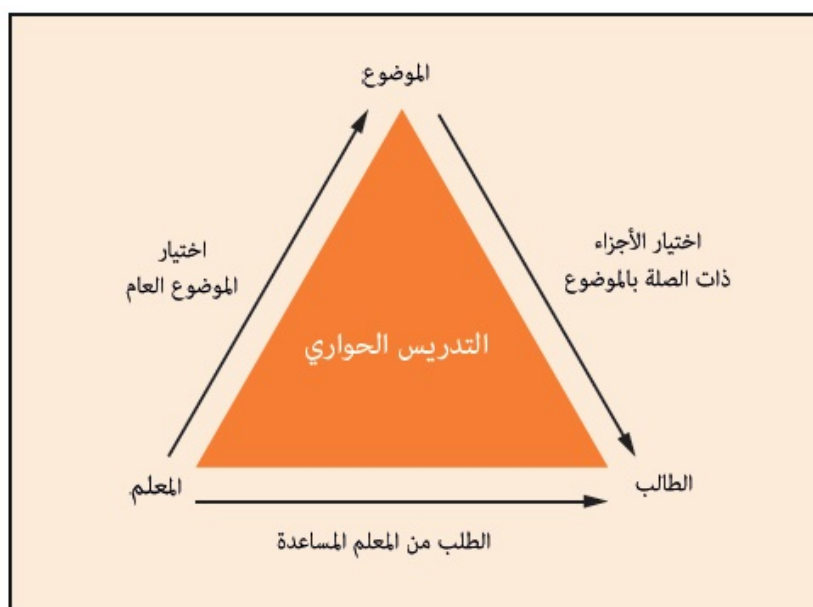 الموضوع
اختيار
الموضوع العام
اختيار الأجزاء
ذات الصلة بالموضوع
التدريس الحواري
المعلم
الطالب
الطلب من المعلم المساعدة